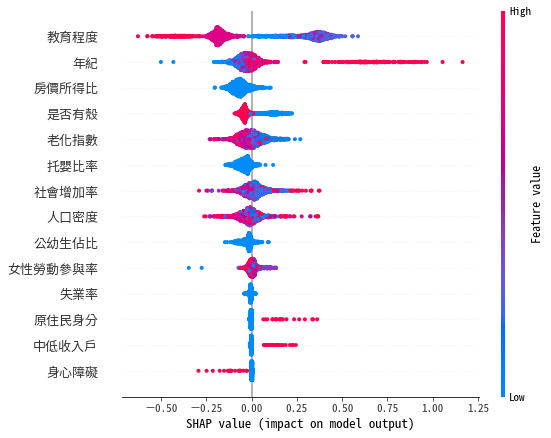 High
教育程度
年紀
房價所得比
是否有殼
老化指數
托嬰比率
社會增加率
人口密度
公幼生佔比
女性勞動參與率
失業率
原住民身分
中低收入戶
身心障礙
Feature value
Low
−0.50 −0.25 0.00 0.25 0.50 0.75 1.00 1.25
SHAP value (impact on model output)